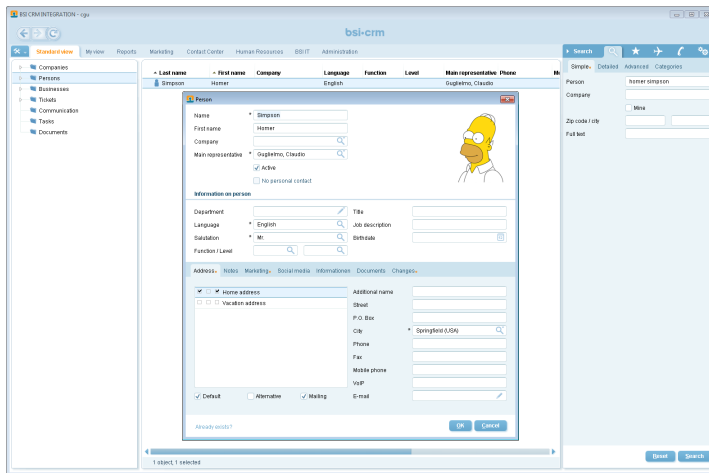 BSI CRM INTEGRATION - cgu
bsi-crm
Standard view My view Reports Marketing Contact Center Human Resources BSI IT Administration
Search
Simple Detailed Advanced Categories
Companies
Persons
Businesses
Tickets
Communication
Tasks
Documents
Last name First name Company Language Function Level Main representative Phone
Simpson Homer English Guglielmo, Claudio
Person homer simpson
Company
Mine
Zip code / city
Full text
Person
Name * Simpson
First name Homer
Company
Main representative * Guglielmo, Claudio
Active
No personal contact
Information on person
Department Title
Language * English Job description
Salutation * Mr. Birthdate
Function / Level
Address Notes Marketing Social media Informationen Documents Changes
Home address Additional name
Vacation address Street
P.O. Box
City * Springfield (USA)
Phone
Fax
Mobile phone
VoIP
Default Alternative Mailing E-mail
Already exists? OK Cancel
Reset Search
1 object, 1 selected